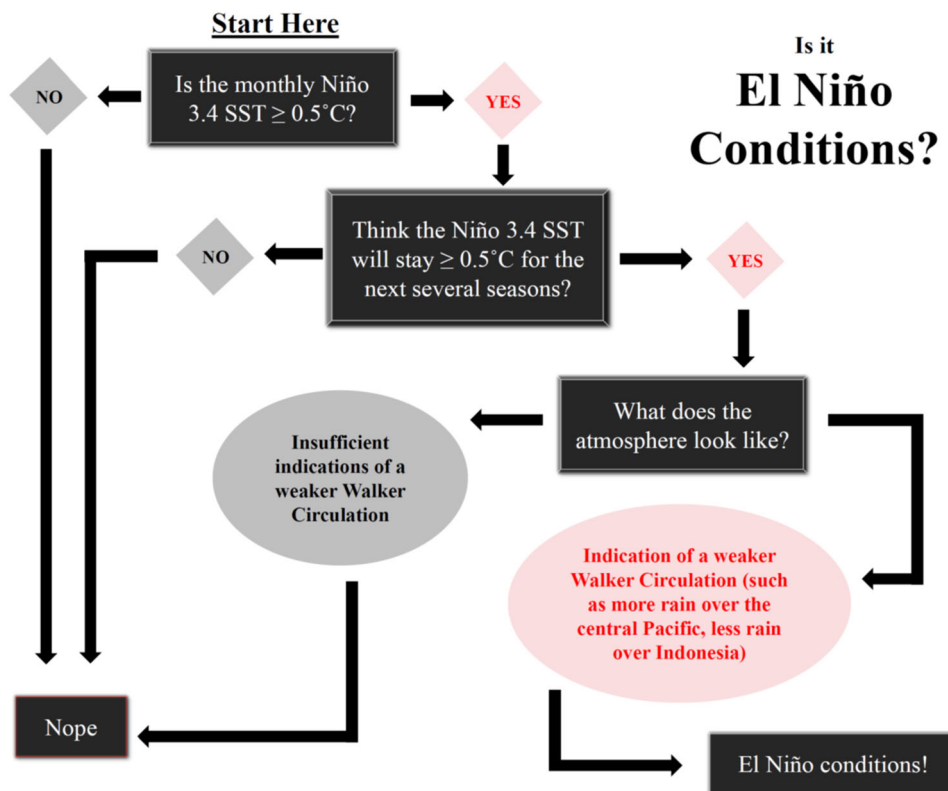 Start Here
Is it
El Niño
Conditions?
Is the monthly Niño
3.4 SST ≥ 0.5˚C?
NO
YES
Think the Niño 3.4 SST
will stay ≥ 0.5˚C for the
next several seasons?
NO
YES
What does the
atmosphere look like?
Insufficient
indications of a
weaker Walker
Circulation
Indication of a weaker
Walker Circulation (such
as more rain over the
central Pacific, less rain
over Indonesia)
Nope
El Niño conditions!